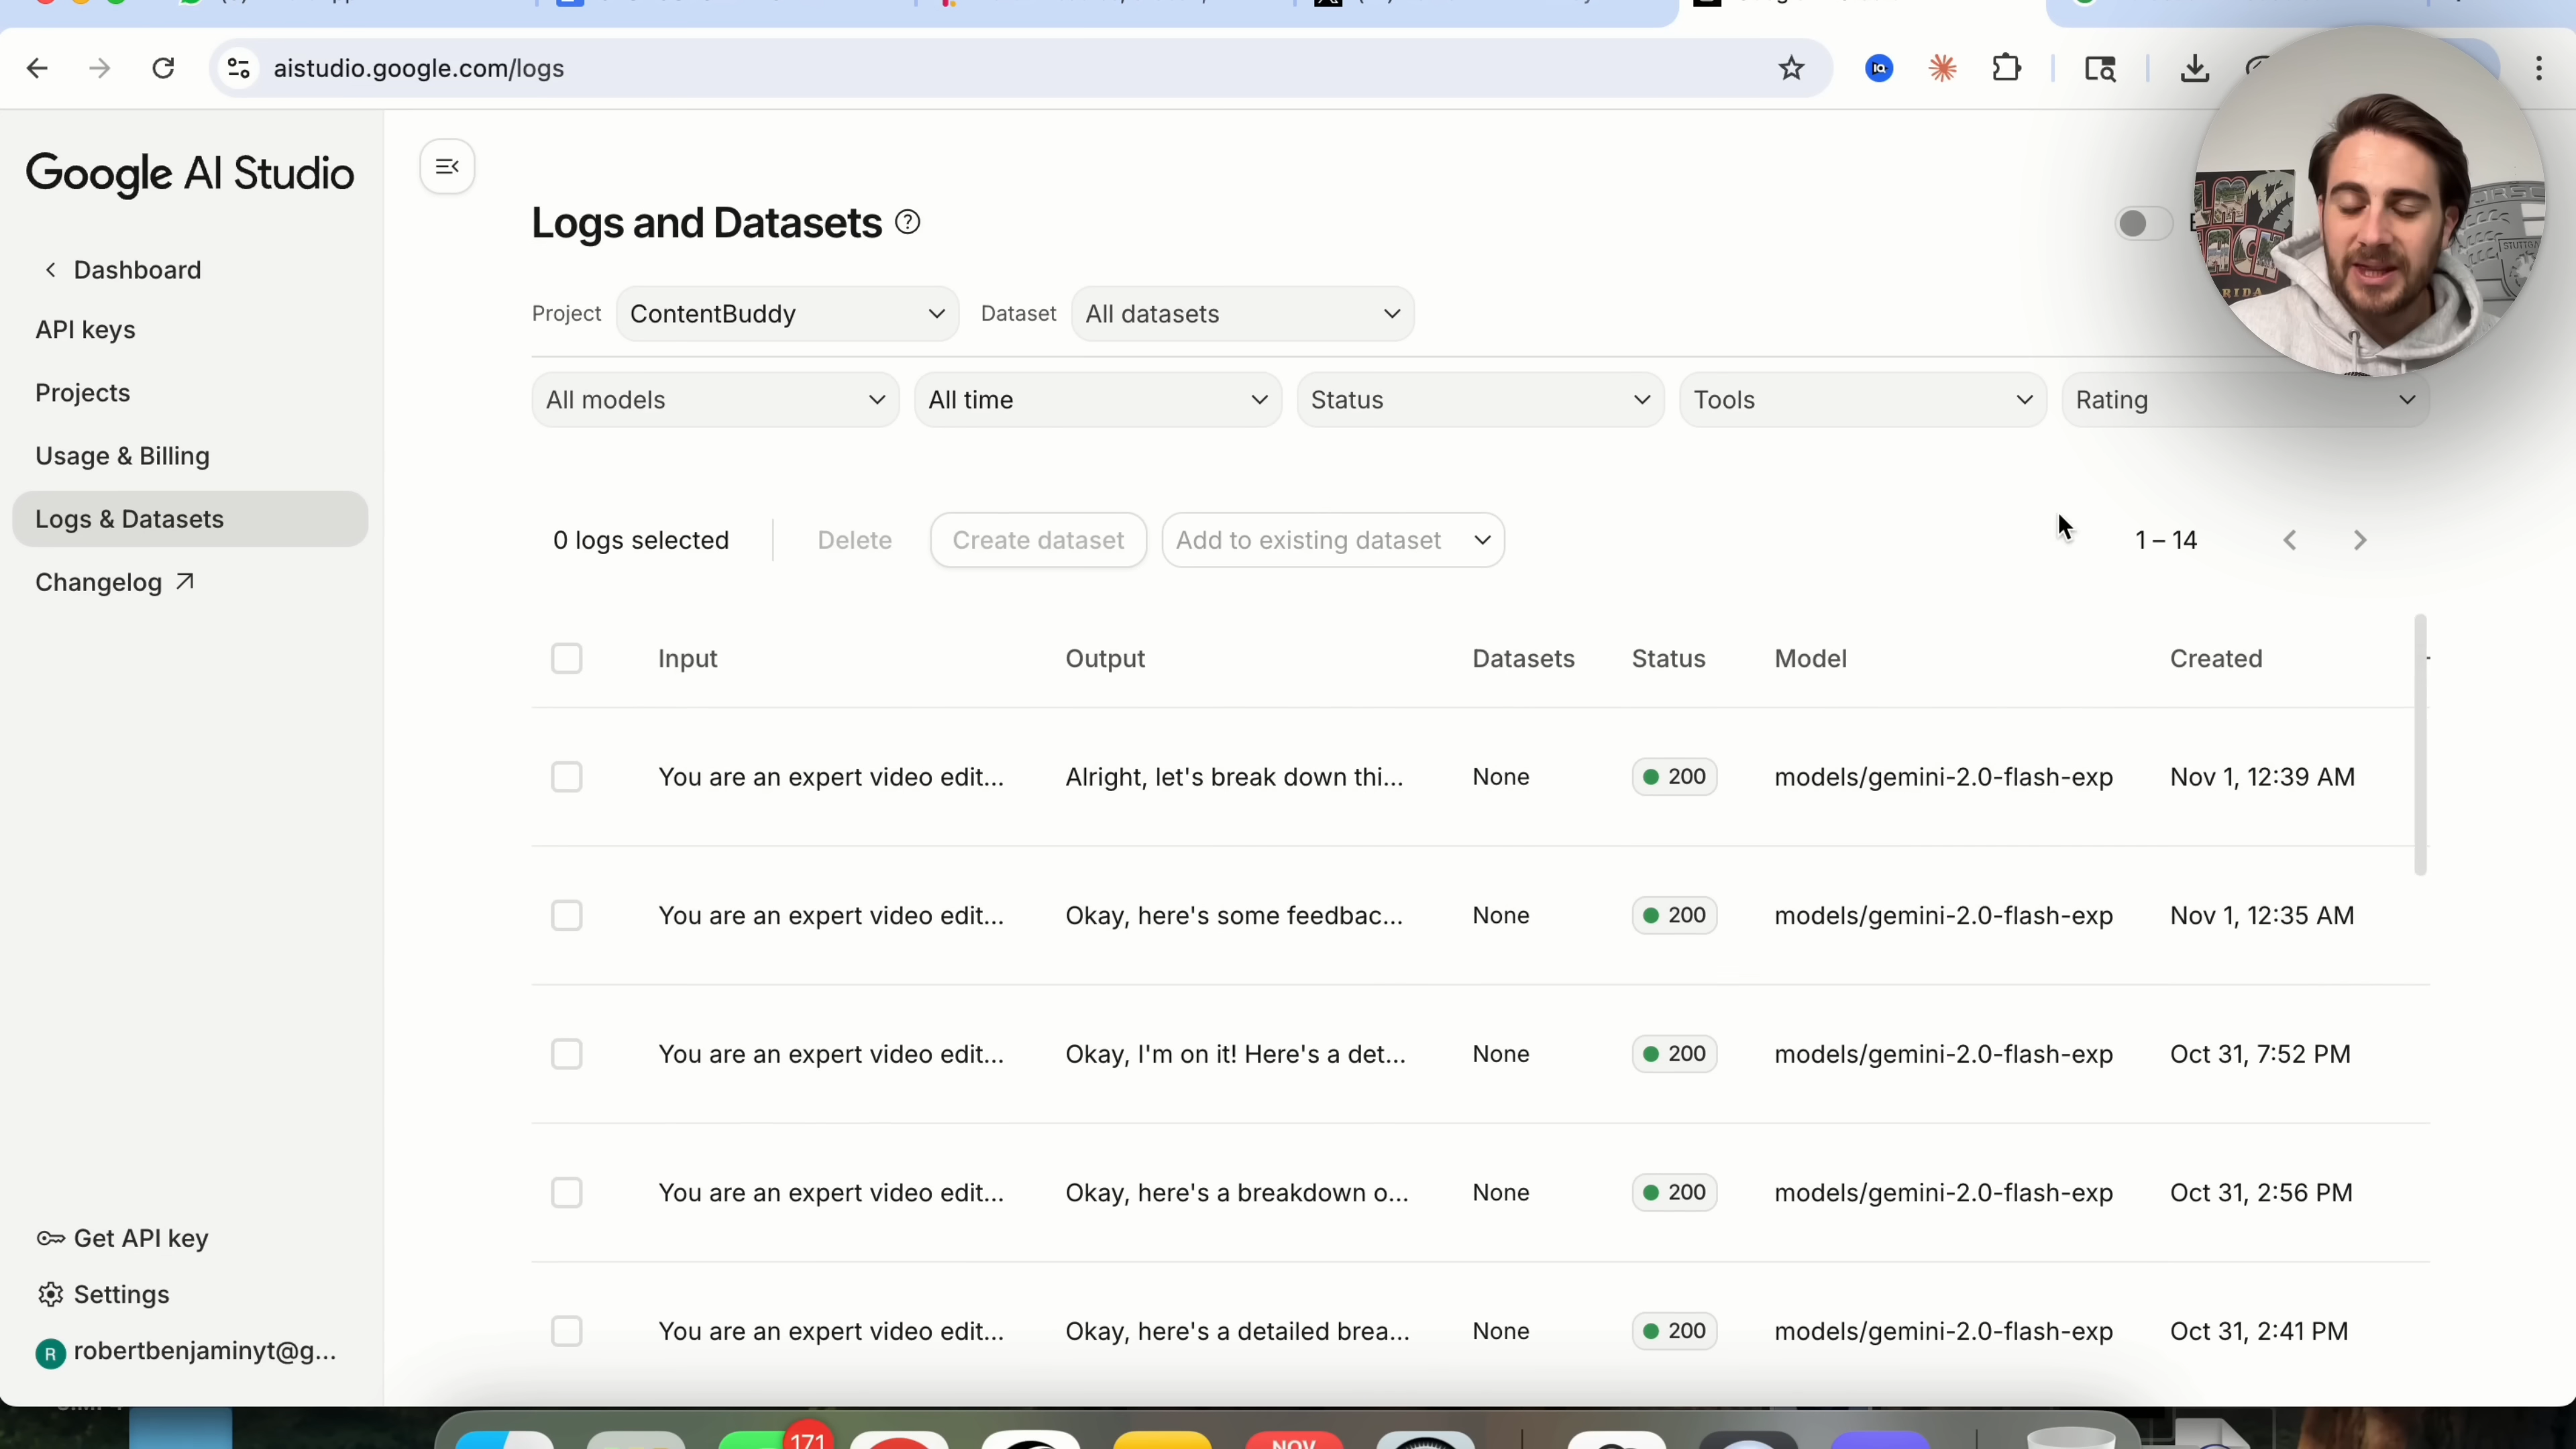 aistudio.google.com/logs
IQ
Google AI Studio
Dashboard
API keys
Projects
Usage & Billing
Logs & Datasets
Changelog
Get API key
Settings
R robertbenjaminyt@g...
Logs and Datasets
Project ContentBuddy Dataset All datasets
All models All time Status Tools Rating
0 logs selected Delete Create dataset Add to existing dataset 1 – 14
Input Output Datasets Status Model Created
You are an expert video edit... Alright, let's break down thi... None 200 models/gemini-2.0-flash-exp Nov 1, 12:39 AM
You are an expert video edit... Okay, here's some feedbac... None 200 models/gemini-2.0-flash-exp Nov 1, 12:35 AM
You are an expert video edit... Okay, I'm on it! Here's a det... None 200 models/gemini-2.0-flash-exp Oct 31, 7:52 PM
You are an expert video edit... Okay, here's a breakdown o... None 200 models/gemini-2.0-flash-exp Oct 31, 2:56 PM
You are an expert video edit... Okay, here's a detailed brea... None 200 models/gemini-2.0-flash-exp Oct 31, 2:41 PM
171
NOV